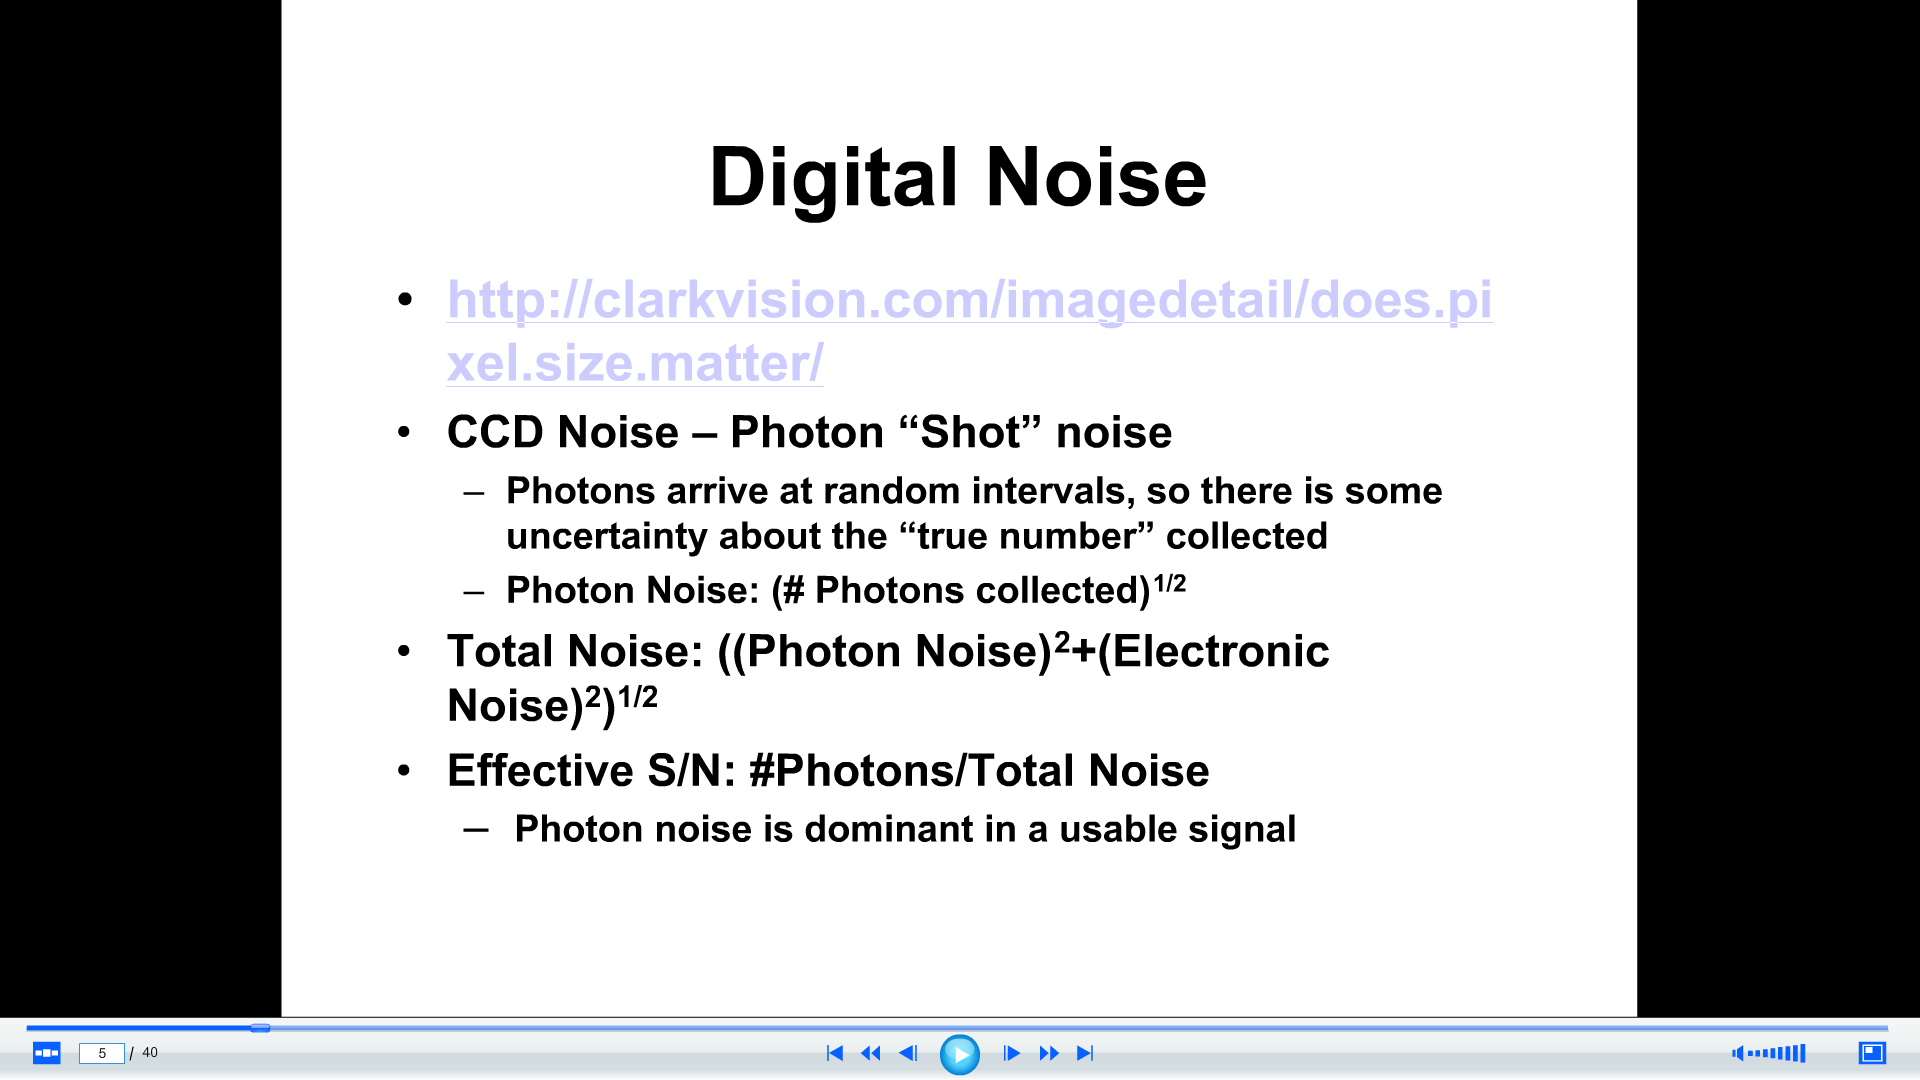 Digital Noise
• http://clarkvision.com/imagedetail/does.pi
xel.size.matter/
• CCD Noise – Photon “Shot” noise
– Photons arrive at random intervals, so there is some
uncertainty about the “true number” collected
– Photon Noise: (# Photons collected)^1/2
• Total Noise: ((Photon Noise)²+(Electronic
Noise)²)^1/2
• Effective S/N: #Photons/Total Noise
– Photon noise is dominant in a usable signal
5 / 40